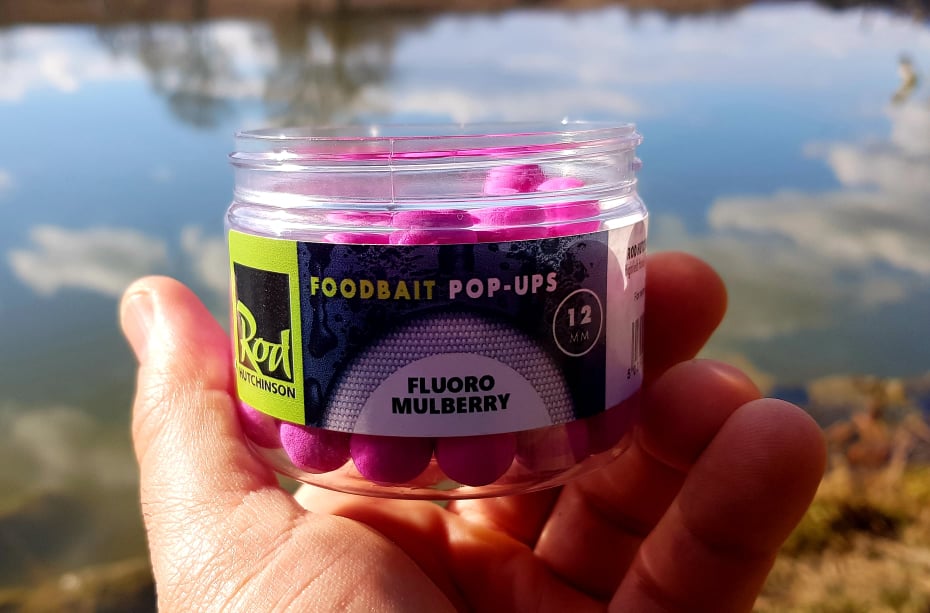 Rod
HUTCHINSON
FOODBAIT POP-UPS
12
MM
FLUORO
MULBERRY